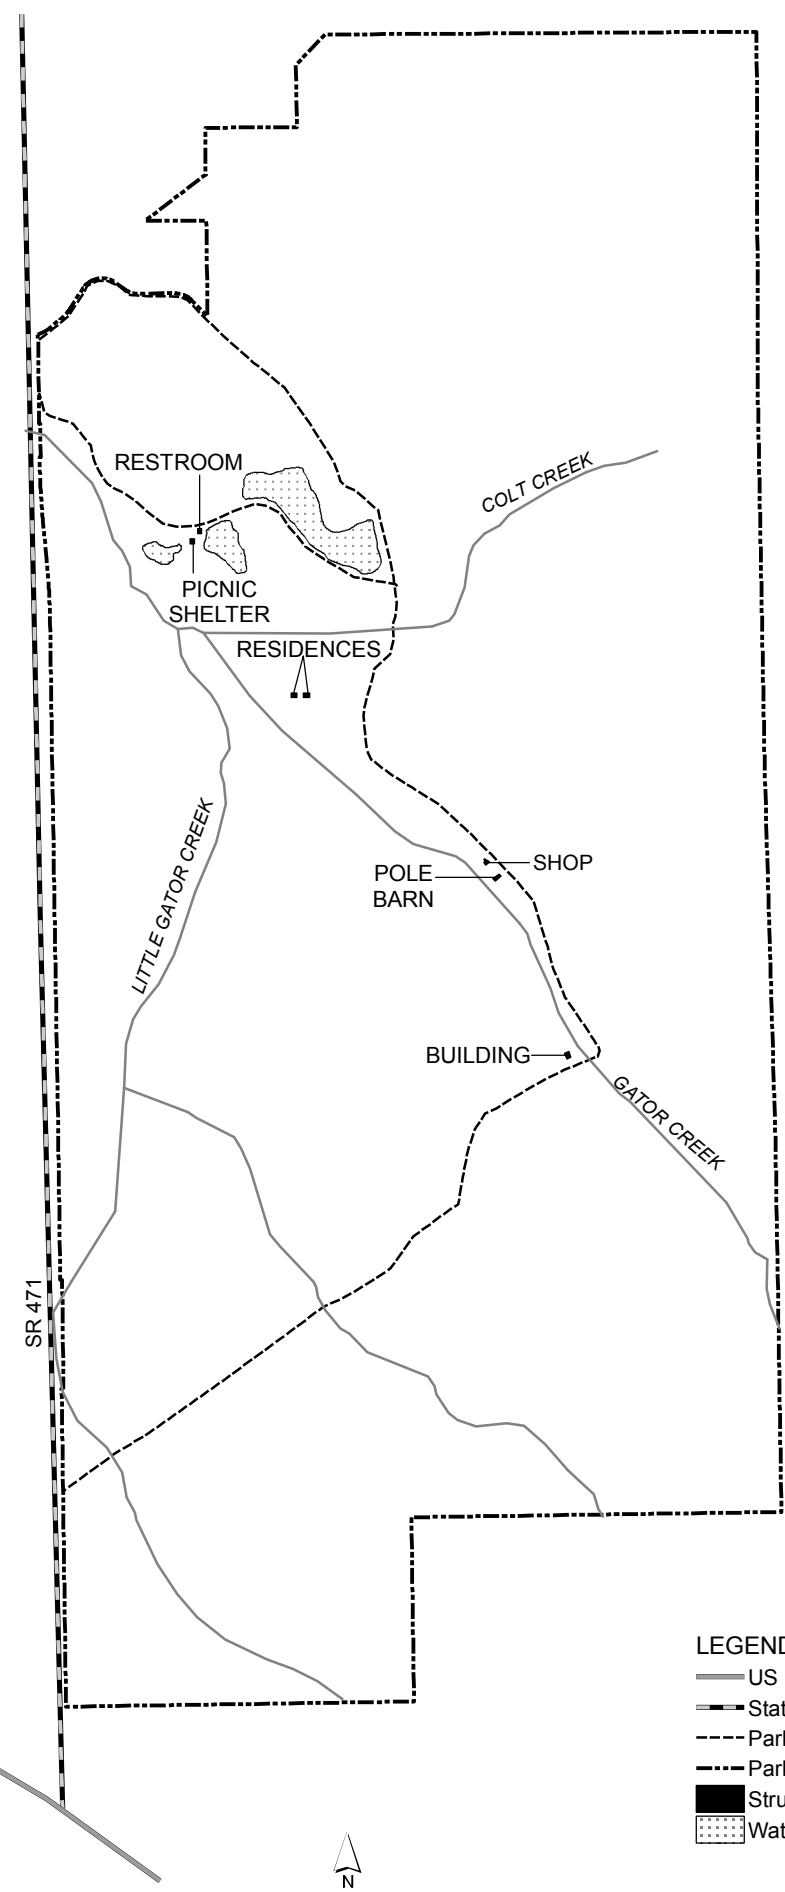 RESTROOM
COLT CREEK
PICNIC
SHELTER
RESIDENCES
LITTLE GATOR CREEK
SHOP
POLE
BARN
BUILDING
GATOR CREEK
SR 471
LEGEND
US
N